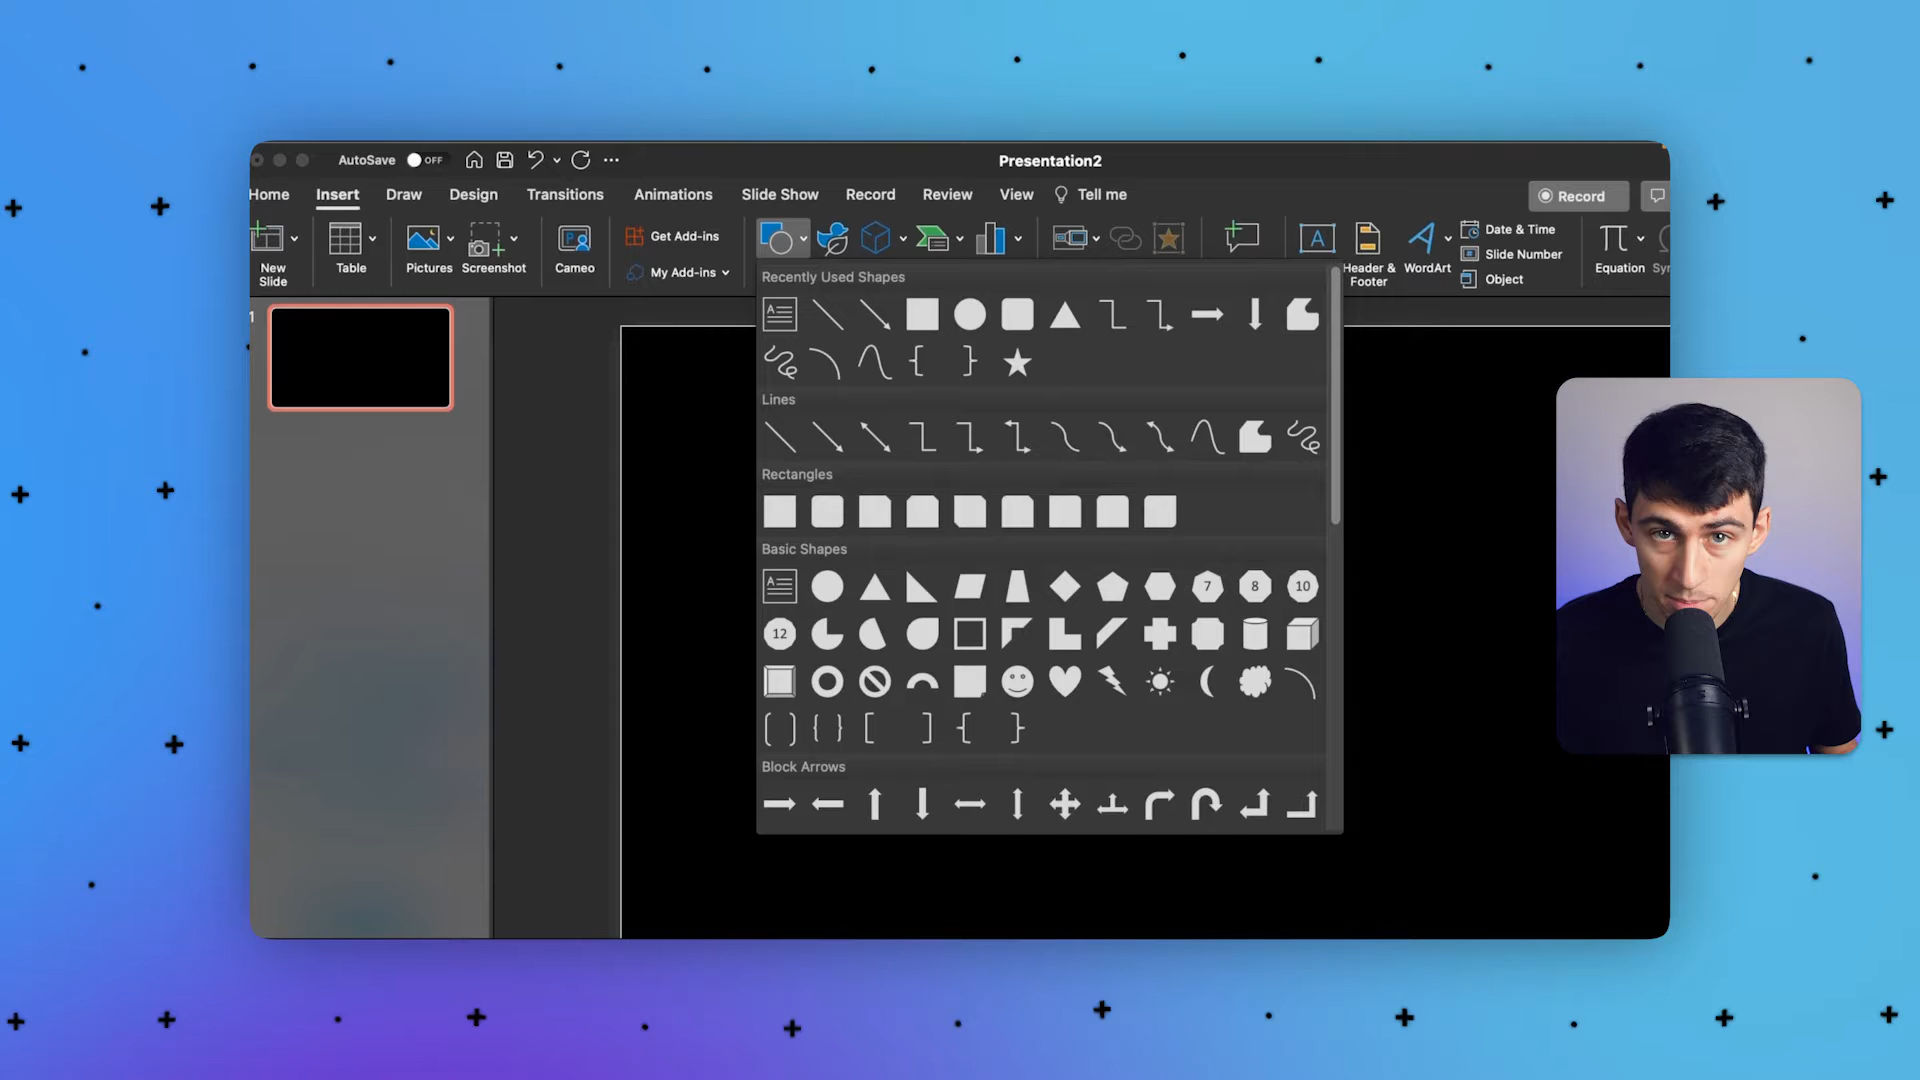 AutoSave OFF
Presentation2
Home Insert Draw Design Transitions Animations Slide Show Record Review View Tell me
Record
New Slide
Table
Pictures
Screenshot
Cameo
Get Add-ins
My Add-ins
Header & Footer
WordArt
Date & Time
Slide Number
Object
Equation
1
Recently Used Shapes
Lines
Rectangles
Basic Shapes
7 8 10
12
Block Arrows